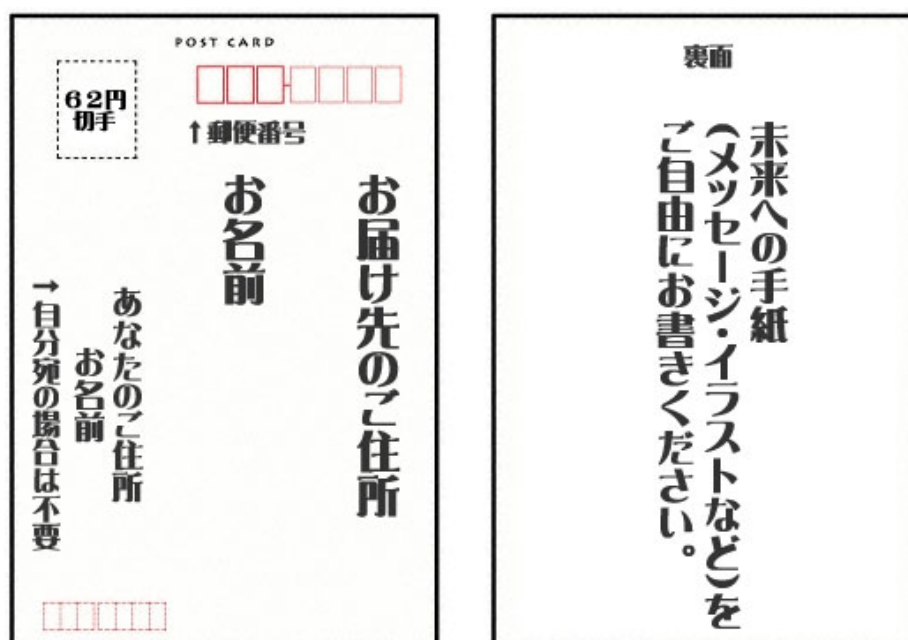 POST CARD
62円
切手
↑郵便番号
お届け先のご住所
お名前
あなたのご住所
お名前
↑自分宛の場合は不要
裏面
未来への手紙
(メッセージ・イラストなど)を
ご自由にお書きください。